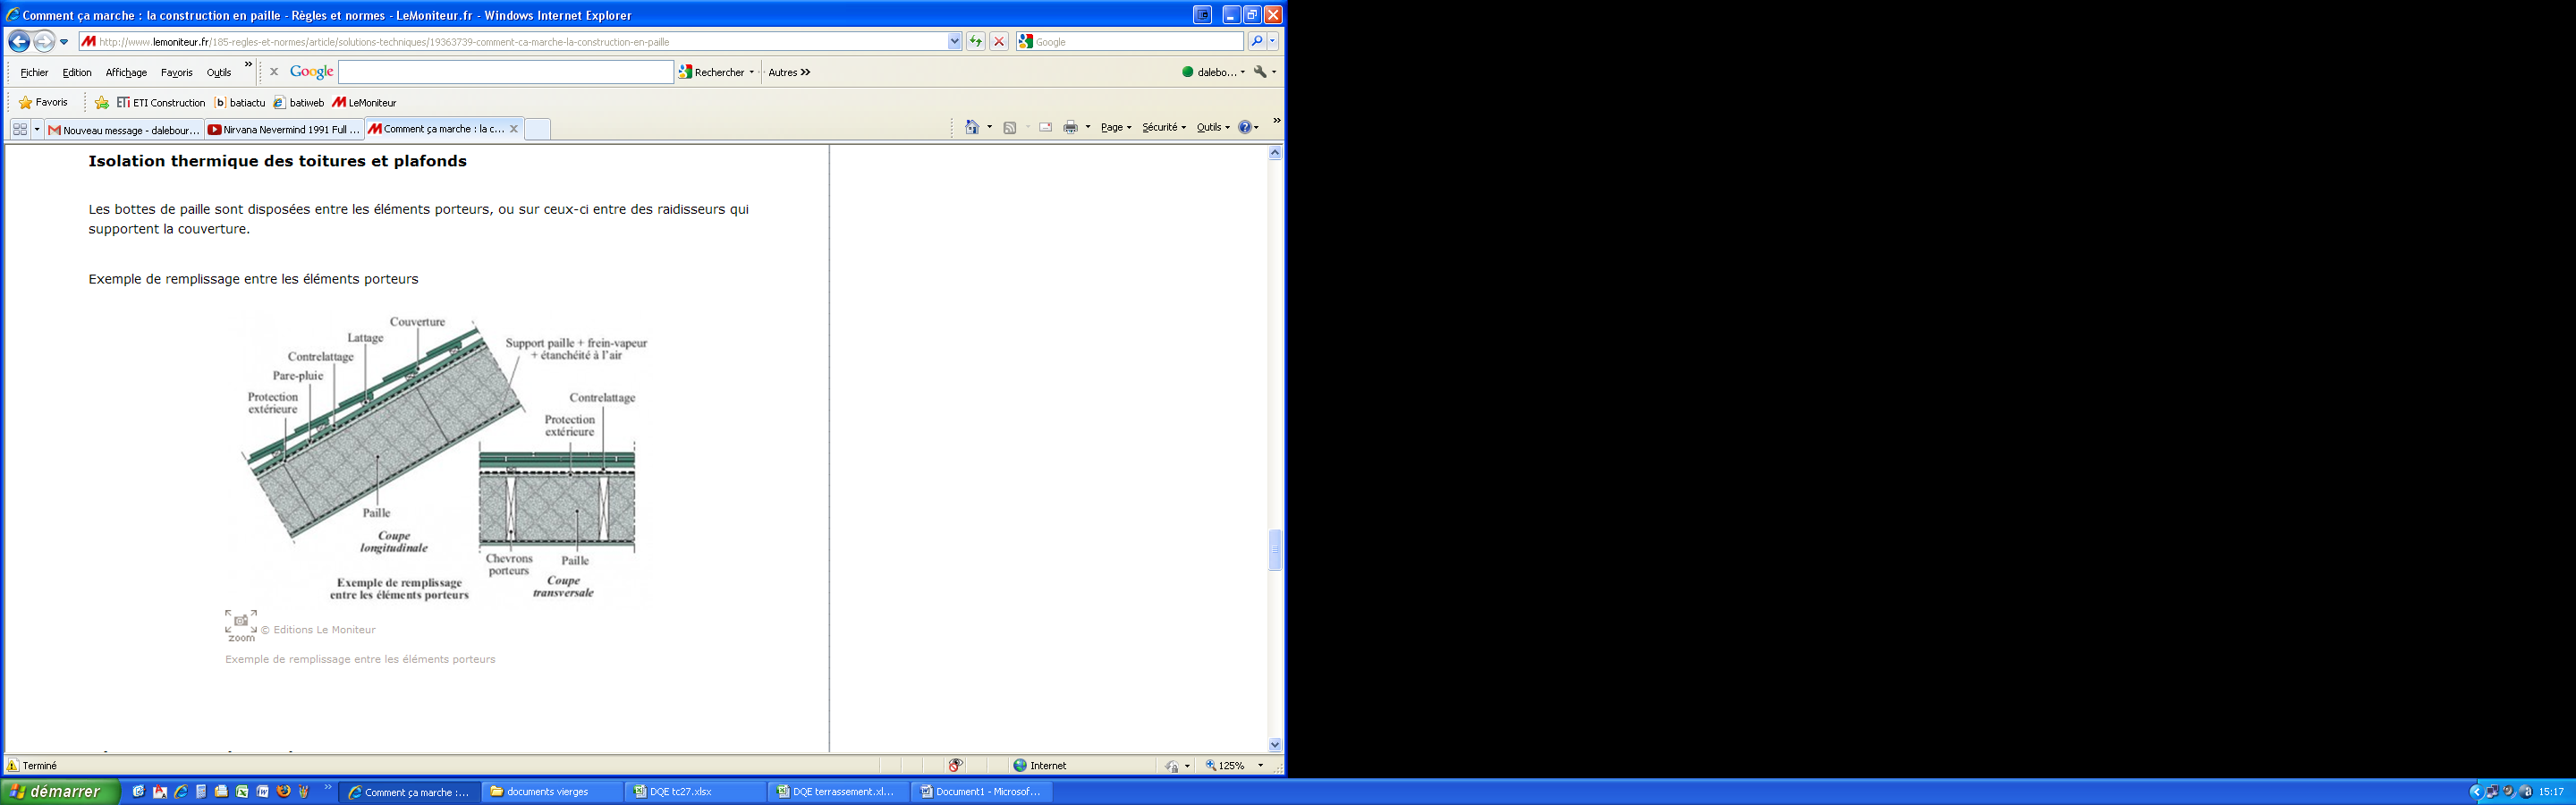 Comment ça marche : la construction en paille - Règles et normes - LeMoniteur.fr - Windows Internet Explorer
http://www.lemoniteur.fr/185-regles-et-normes/article/solutions-techniques/19363739-comment-ca-marche-la-construction-en-paille
Google
Fichier Edition Affichage Favoris Outils » x Google Rechercher Autres » dalebo...
Favoris ETI Construction [b] batiactu batiweb LeMoniteur
Nouveau message - dalebour... Nirvana Nevermind 1991 Full ... Comment ça marche : la c... Page Sécurité Outils »
Isolation thermique des toitures et plafonds
Les bottes de paille sont disposées entre les éléments porteurs, ou sur ceux-ci entre des raidisseurs qui
supportent la couverture.
Exemple de remplissage entre les éléments porteurs
Couverture
Lattage
Contrelattage
Pare-pluie
Protection
extérieure
Support paille + frein-vapeur
+ étanchéité à l'air
Contrelattage
Protection
extérieure
Paille
Coupe
longitudinale
Chevrons
porteurs
Paille
Coupe
transversale
Exemple de remplissage
entre les éléments porteurs
zoom © Editions Le Moniteur
Exemple de remplissage entre les éléments porteurs
Terminé Internet 125%
démarrer » Comment ça marche :... documents vierges DQE tc27.xlsx DQE terrassement.xl... Document1 - Microsof... 15:17